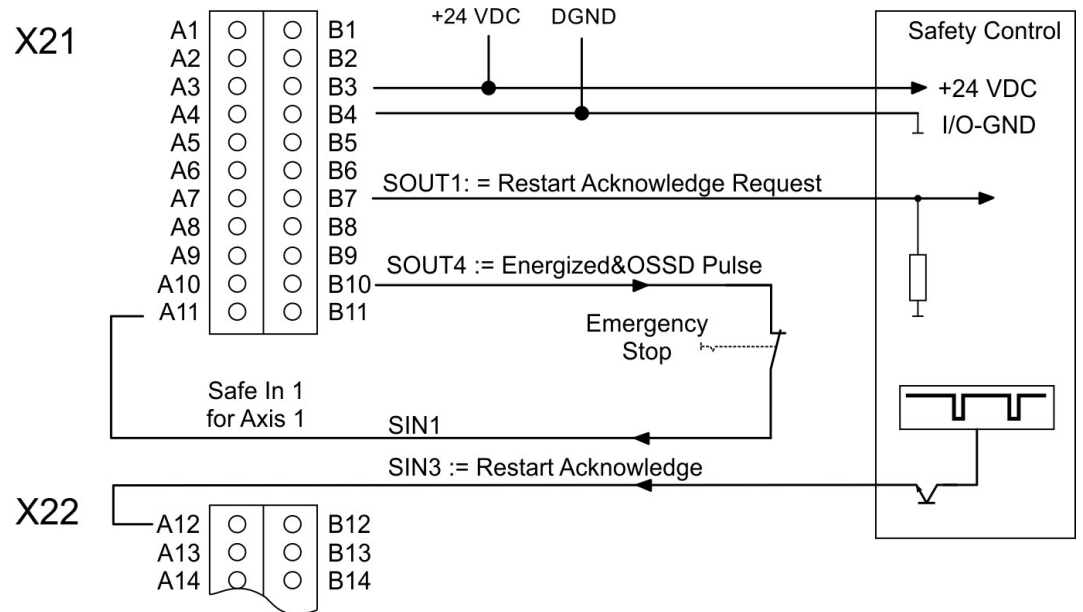 X21
+24 VDC DGND
Safety Control
A1 B1
A2 B2
A3 B3
+24 VDC
A4 B4
I/O-GND
A5 B5
A6 B6
SOUT1: = Restart Acknowledge Request
A7 B7
A8 B8
A9 B9
SOUT4 := Energized&OSSD Pulse
A10 B10
A11 B11
Emergency
Stop
Safe In 1
for Axis 1
SIN1
SIN3 := Restart Acknowledge
X22
A12 B12
A13 B13
A14 B14